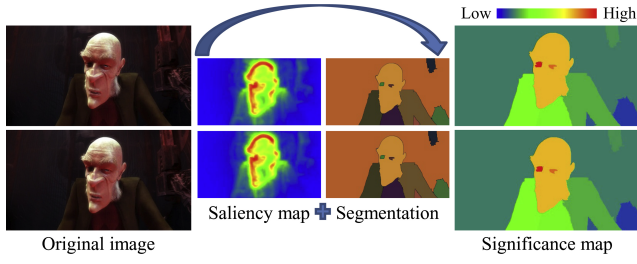 Low High
Saliency map + Segmentation
Original image
Significance map